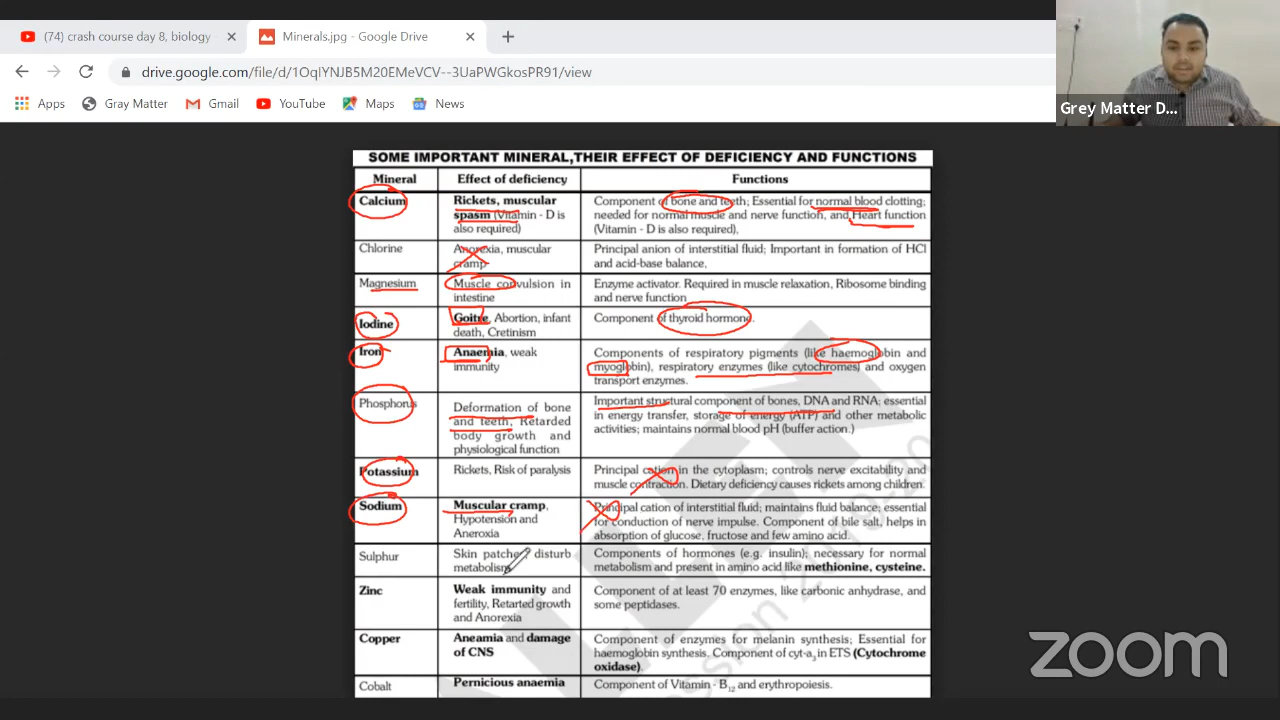 (74) crash course day 8, biology
Minerals.jpg - Google Drive
drive.google.com/file/d/1OqIYNJB5M20EMeVCV--3UaPWGkosPR91/view
Apps Gray Matter Gmail YouTube Maps News
Grey Matter D...
SOME IMPORTANT MINERAL,THEIR EFFECT OF DEFICIENCY AND FUNCTIONS
Mineral Effect of deficiency Functions
Calcium
Rickets, muscular
spasm (Vitamin - D is
also required)
Component of bone and teeth; Essential for normal blood clotting;
needed for normal muscle and nerve function, and Heart function
(Vitamin - D is also required),
Chlorine
Anorexia, muscular
cramp
Principal anion of interstitial fluid; Important in formation of HCl
and acid-base balance,
Magnesium
Muscle convulsion in
intestine
Enzyme activator. Required in muscle relaxation, Ribosome binding
and nerve function
Iodine
Goitre, Abortion, infant
death, Cretinism
Component of thyroid hormone.
Iron
Anaemia, weak
immunity
Components of respiratory pigments (like haemoglobin and
myoglobin), respiratory enzymes (like cytochromes) and oxygen
transport enzymes.
Phosphorus
Deformation of bone
and teeth, Retarded
body growth and
physiological function
Important structural component of bones, DNA and RNA; essential
in energy transfer, storage of energy (ATP) and other metabolic
activities; maintains normal blood pH (buffer action.)
Potassium
Rickets, Risk of paralysis
Principal cation in the cytoplasm; controls nerve excitability and
muscle contraction. Dietary deficiency causes rickets among children.
Sodium
Muscular cramp,
Hypotension and
Aneroxia
Principal cation of interstitial fluid; maintains fluid balance; essential
for conduction of nerve impulse. Component of bile salt, helps in
absorption of glucose, fructose and few amino acid.
Sulphur
Skin patches, disturb
metabolism
Components of hormones (e.g. insulin); necessary for normal
metabolism and present in amino acid like methionine, cysteine.
Zinc
Weak immunity and
fertility, Retarted growth
and Anorexia
Component of at least 70 enzymes, like carbonic anhydrase, and
some peptidases.
Copper
Aneamia and damage
of CNS
Component of enzymes for melanin synthesis; Essential for
haemoglobin synthesis. Component of cyt-a3 in ETS (Cytochrome
oxidase).
Cobalt
Pernicious anaemia
Component of Vitamin - B12 and erythropoiesis.
zoom